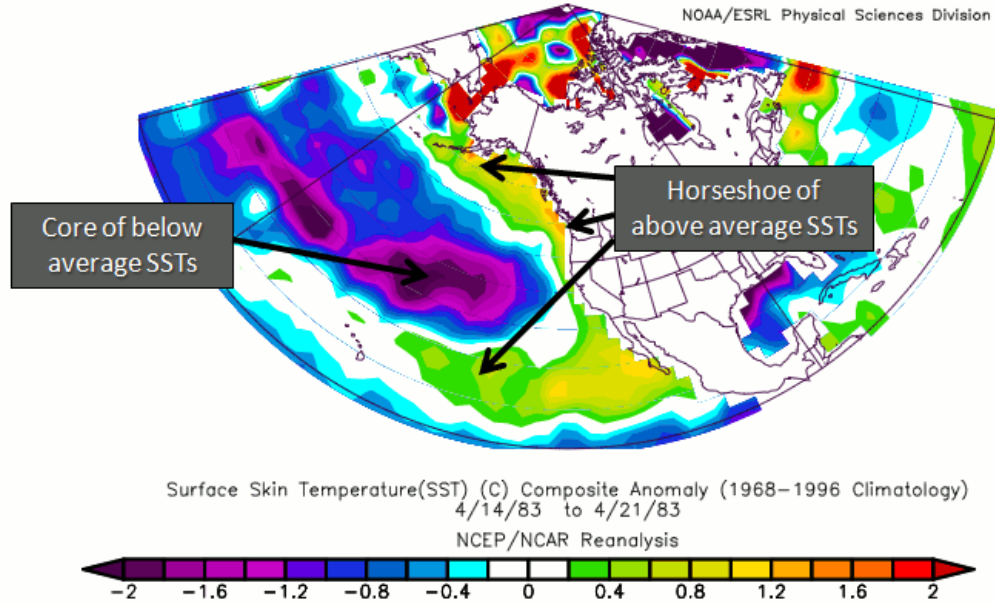 NOAA/ESRL Physical Sciences Division
Horseshoe of
above average SSTs
Core of below
average SSTs
Surface Skin Temperature(SST) (C) Composite Anomaly (1968-1996 Climatology)
4/14/83 to 4/21/83
NCEP/NCAR Reanalysis
-2 -1.6 -1.2 -0.8 -0.4 0 0.4 0.8 1.2 1.6 2